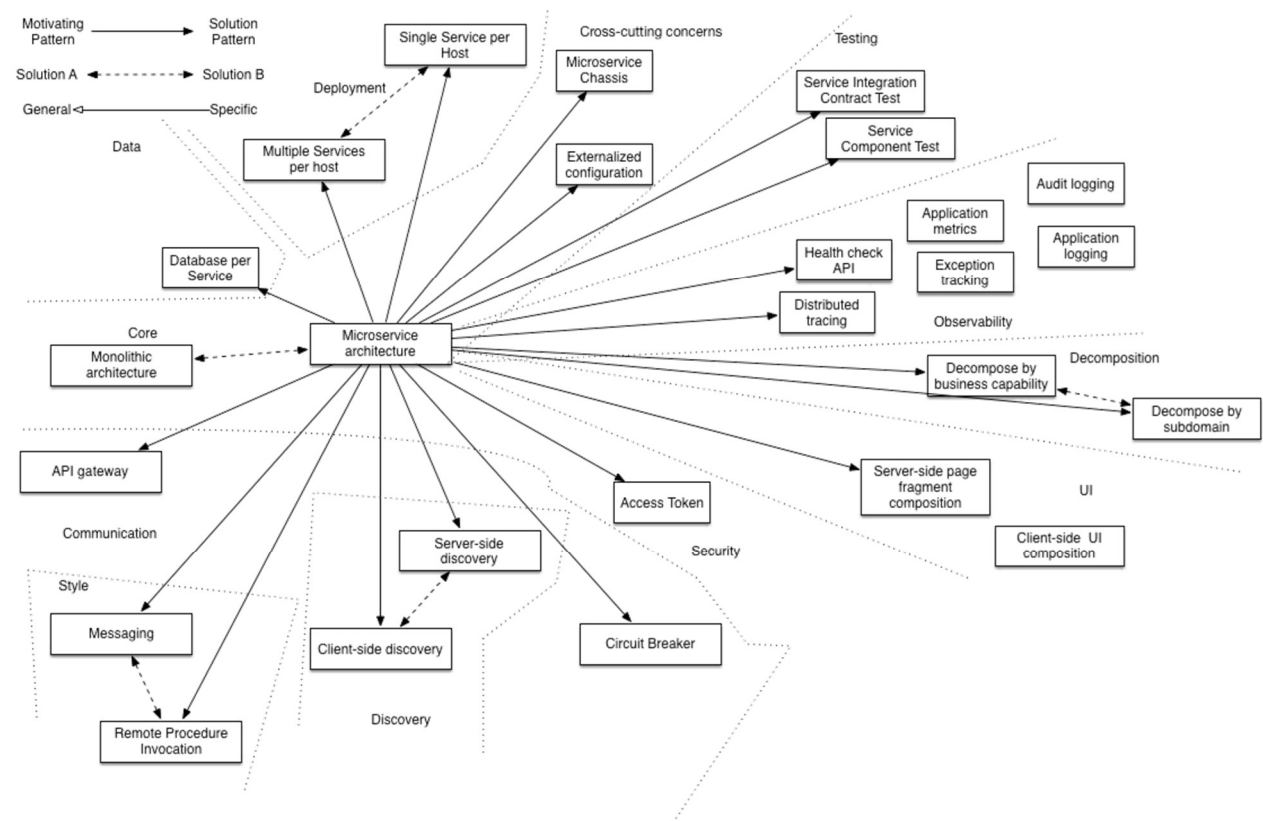 Motivating
Pattern
Solution
Pattern
Solution A
Solution B
General
Specific
Data
Deployment
Single Service per
Host
Multiple Services
per host
Cross-cutting concerns
Microservice
Chassis
Externalized
configuration
Testing
Service Integration
Contract Test
Service
Component Test
Audit logging
Application
metrics
Application
logging
Health check
API
Exception
tracking
Distributed
tracing
Observability
Database per
Service
Core
Monolithic
architecture
Microservice
architecture
Decomposition
Decompose by
business capability
Decompose by
subdomain
API gateway
Server-side page
fragment
composition
UI
Client-side UI
composition
Access Token
Security
Communication
Server-side
discovery
Style
Messaging
Client-side discovery
Circuit Breaker
Discovery
Remote Procedure
Invocation